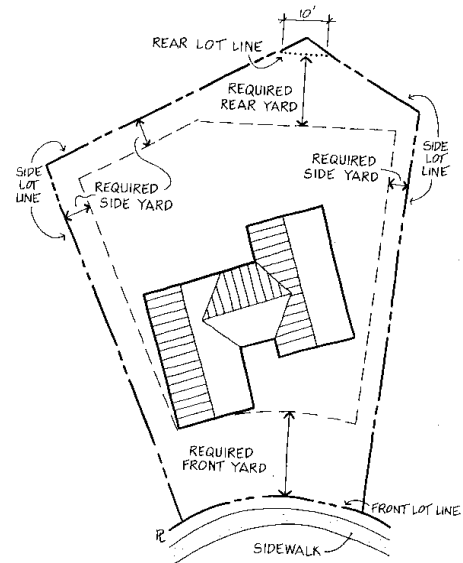 10'
REAR LOT LINE
REQUIRED
REAR YARD
SIDE
LOT
LINE
REQUIRED
SIDE YARD
REQUIRED
SIDE YARD
SIDE
LOT
LINE
REQUIRED
FRONT YARD
FRONT LOT LINE
PL
SIDEWALK